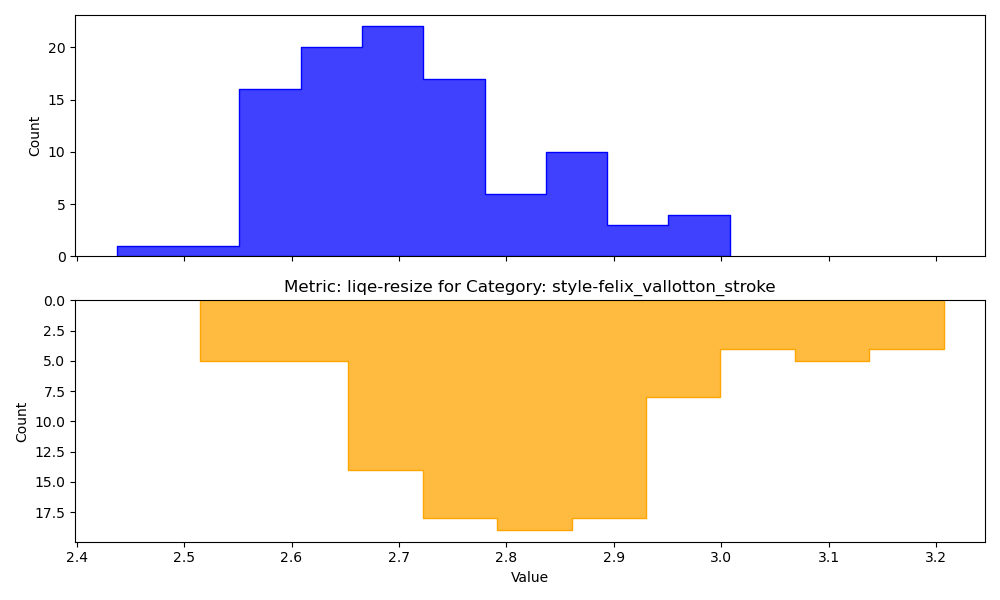 20
15
10
5
0
Count
Metric: liqe-resize for Category: style-felix_vallotton_stroke
0.0
2.5
5.0
7.5
10.0
12.5
15.0
17.5
Count
2.4 2.5 2.6 2.7 2.8 2.9 3.0 3.1 3.2
Value